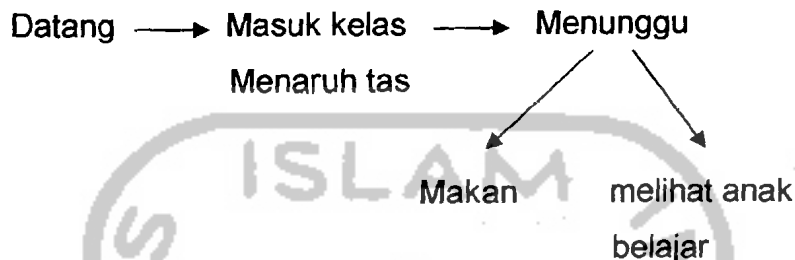 Datang → Masuk kelas → Menunggu
Menaruh tas
Makan melihat anak
belajar
ISLAM